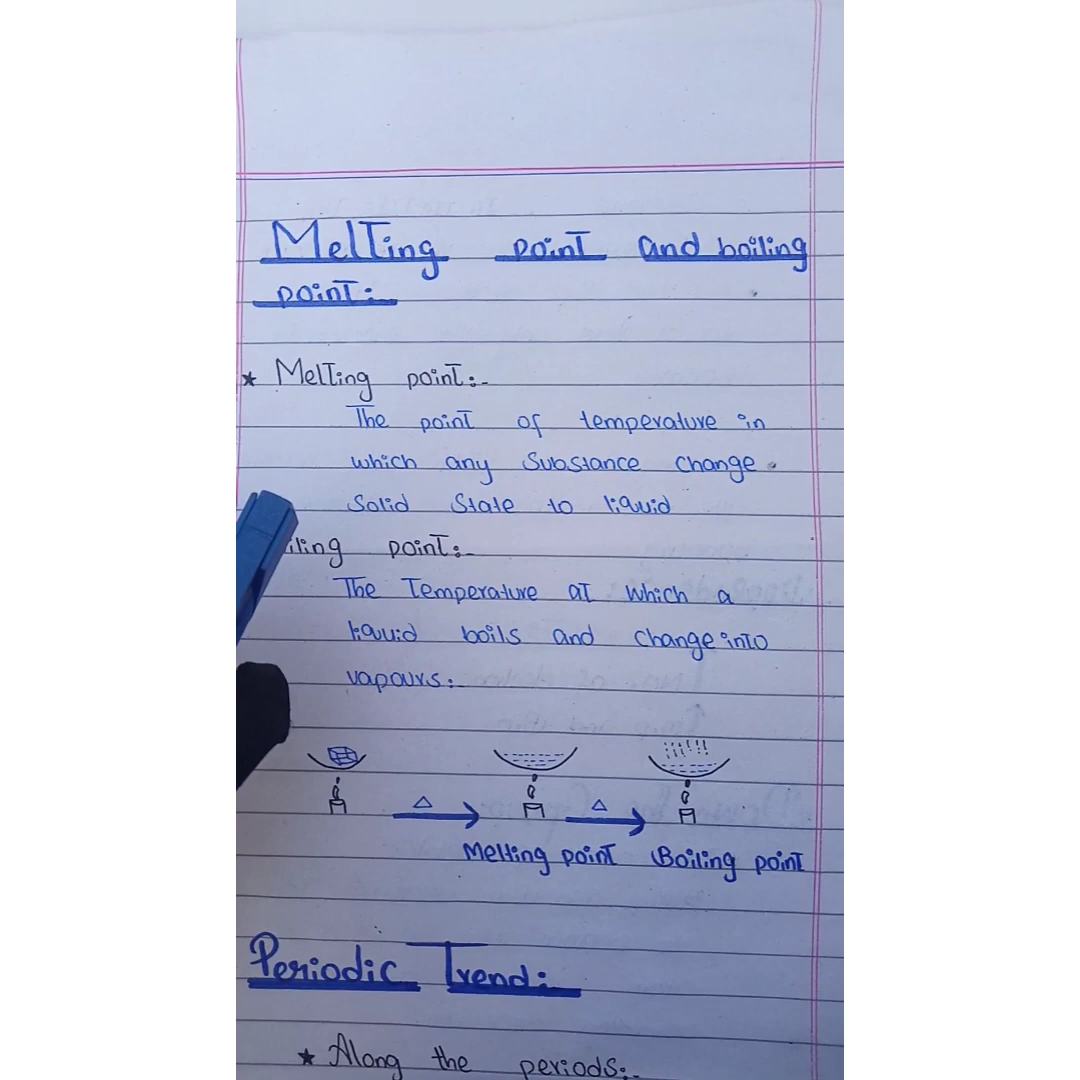 Melting point and boiling
point:-
* Melting point:-
The point of temperature in
which any Substance change
Solid State to liquid
iling point:-
The Temperature at which a
liquid boils and change into
vapours:-
Δ Δ
Melting point Boiling point
Periodic Trend:-
* Along the periods:-